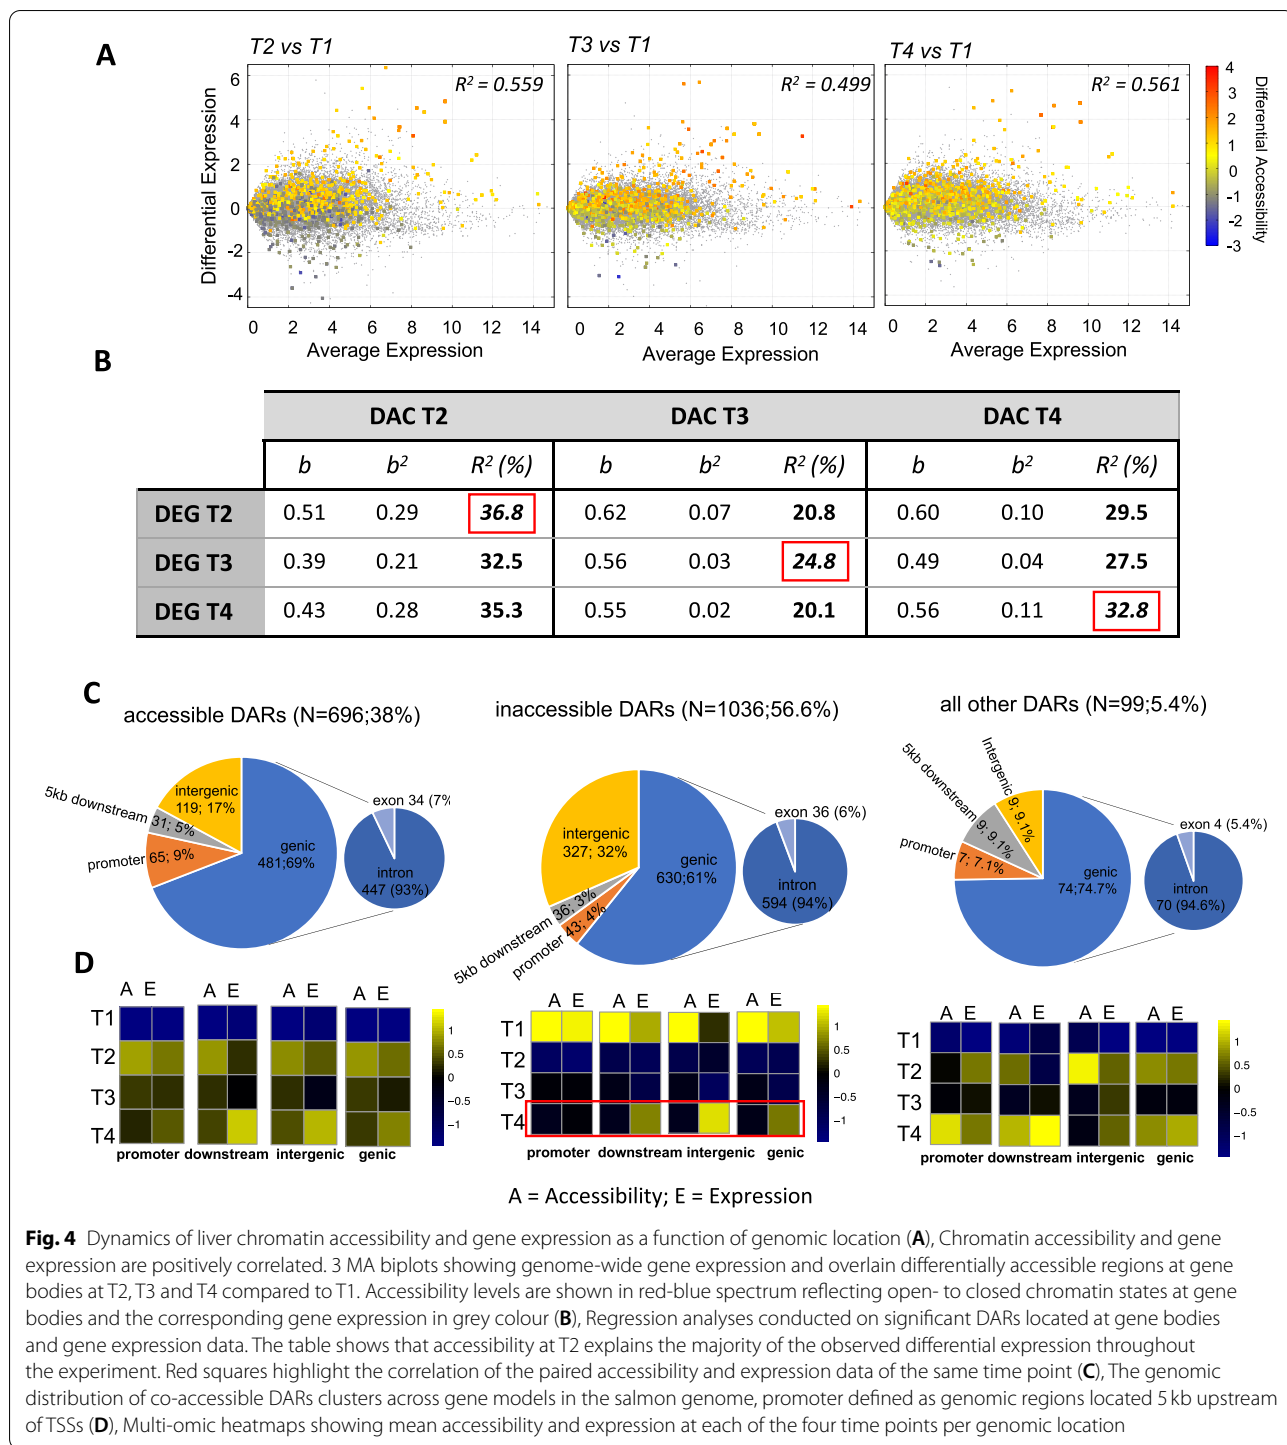 A
T2 vs T1
T3 vs T1
T4 vs T1
R² = 0.559
R² = 0.499
R² = 0.561
6
4
2
0
-2
-4
Differential Expression
0 2 4 6 8 10 12 14
0 2 4 6 8 10 12 14
0 2 4 6 8 10 12 14
Average Expression
Average Expression
Average Expression
4
3
2
1
0
-1
-2
-3
Differential Accessibility
B
DAC T2 DAC T3 DAC T4
b b² R² (%) b b² R² (%) b b² R² (%)
DEG T2 0.51 0.29 36.8 0.62 0.07 20.8 0.60 0.10 29.5
DEG T3 0.39 0.21 32.5 0.56 0.03 24.8 0.49 0.04 27.5
DEG T4 0.43 0.28 35.3 0.55 0.02 20.1 0.56 0.11 32.8
C
accessible DARs (N=696;38%)
intergenic
119; 17%
5kb downstream 31; 5%
promoter 65; 9%
genic
481;69%
exon 34 (7%
intron
447 (93%)
inaccessible DARs (N=1036;56.6%)
intergenic
327; 32%
5kb downstream 36; 3%
promoter 43; 4%
genic
630;61%
exon 36 (6%)
intron
594 (94%)
all other DARs (N=99;5.4%)
Intergenic 9; 9.1%
5kb downstream 9; 9.1%
promoter 7; 7.1%
genic
74;74.7%
exon 4 (5.4%)
intron
70 (94.6%)
D
A E A E A E A E
T1
T2
T3
T4
promoter downstream intergenic genic
1
0.5
0
−0.5
−1
A E A E A E A E
T1
T2
T3
T4
promoter downstream intergenic genic
1
0.5
0
−0.5
−1
A E A E A E A E
T1
T2
T3
T4
promoter downstream intergenic genic
1
0.5
0
−0.5
−1
A = Accessibility; E = Expression
Fig. 4 Dynamics of liver chromatin accessibility and gene expression as a function of genomic location (A), Chromatin accessibility and gene
expression are positively correlated. 3 MA biplots showing genome-wide gene expression and overlain differentially accessible regions at gene
bodies at T2, T3 and T4 compared to T1. Accessibility levels are shown in red-blue spectrum reflecting open- to closed chromatin states at gene
bodies and the corresponding gene expression in grey colour (B), Regression analyses conducted on significant DARs located at gene bodies
and gene expression data. The table shows that accessibility at T2 explains the majority of the observed differential expression throughout
the experiment. Red squares highlight the correlation of the paired accessibility and expression data of the same time point (C), The genomic
distribution of co-accessible DARs clusters across gene models in the salmon genome, promoter defined as genomic regions located 5 kb upstream
of TSSs (D), Multi-omic heatmaps showing mean accessibility and expression at each of the four time points per genomic location